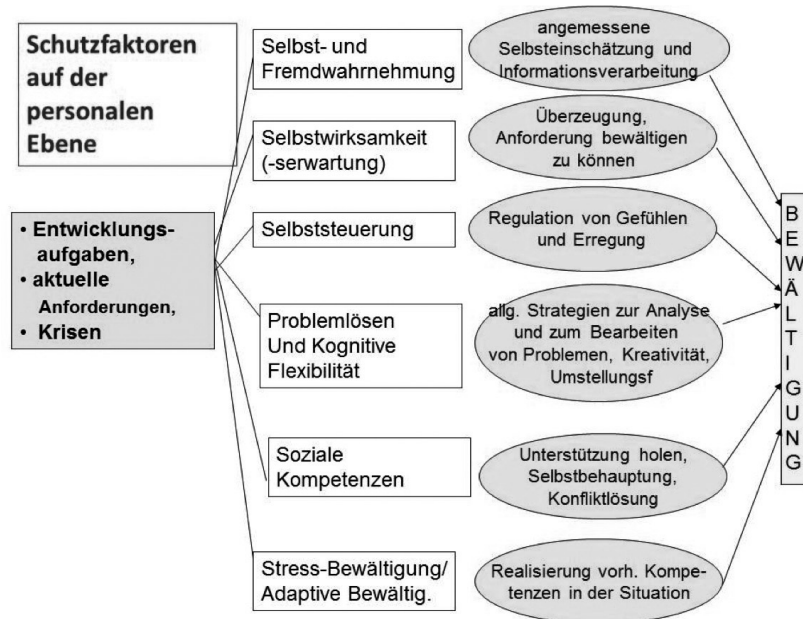 Schutzfaktoren
auf der
personalen
Ebene
• Entwicklungs-
aufgaben,
• aktuelle
Anforderungen,
• Krisen
Selbst- und
Fremdwahrnehmung
angemessene
Selbsteinschätzung und
Informationsverarbeitung
Selbstwirksamkeit
(-serwartung)
Überzeugung,
Anforderung bewältigen
zu können
Selbststeuerung
Regulation von Gefühlen
und Erregung
Problemlösen
Und Kognitive
Flexibilität
allg. Strategien zur Analyse
und zum Bearbeiten
von Problemen, Kreativität,
Umstellungsf
Soziale
Kompetenzen
Unterstützung holen,
Selbstbehauptung,
Konfliktlösung
Stress-Bewältigung/
Adaptive Bewältig.
Realisierung vorh. Kompe-
tenzen in der Situation
B
E
W
Ä
L
T
I
G
U
N
G